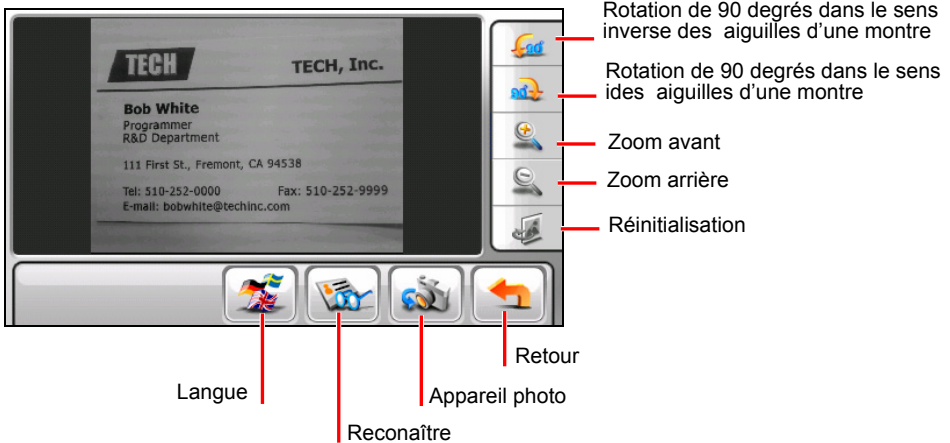 TECH
TECH, Inc.
Bob White
Programmer
R&D Department
111 First St., Fremont, CA 94538
Tel: 510-252-0000 Fax: 510-252-9999
E-mail: bobwhite@techinc.com
Rotation de 90 degrés dans le sens
inverse des aiguilles d'une montre
Rotation de 90 degrés dans le sens
ides aiguilles d'une montre
Zoom avant
Zoom arrière
Réinitialisation
90°
90°
Retour
Langue
Appareil photo
Reconaître